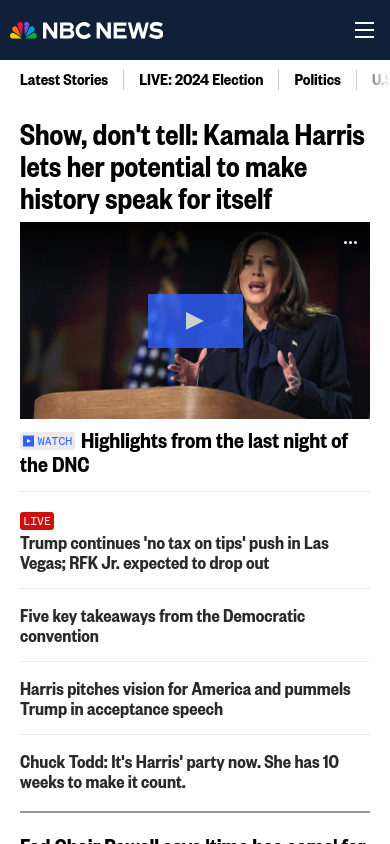 NBC NEWS
Latest Stories
LIVE: 2024 Election
Politics
Show, don't tell: Kamala Harris
lets her potential to make
history speak for itself
WATCH Highlights from the last night of
the DNC
LIVE
Trump continues 'no tax on tips' push in Las
Vegas; RFK Jr. expected to drop out
Five key takeaways from the Democratic
convention
Harris pitches vision for America and pummels
Trump in acceptance speech
Chuck Todd: It's Harris' party now. She has 10
weeks to make it count.